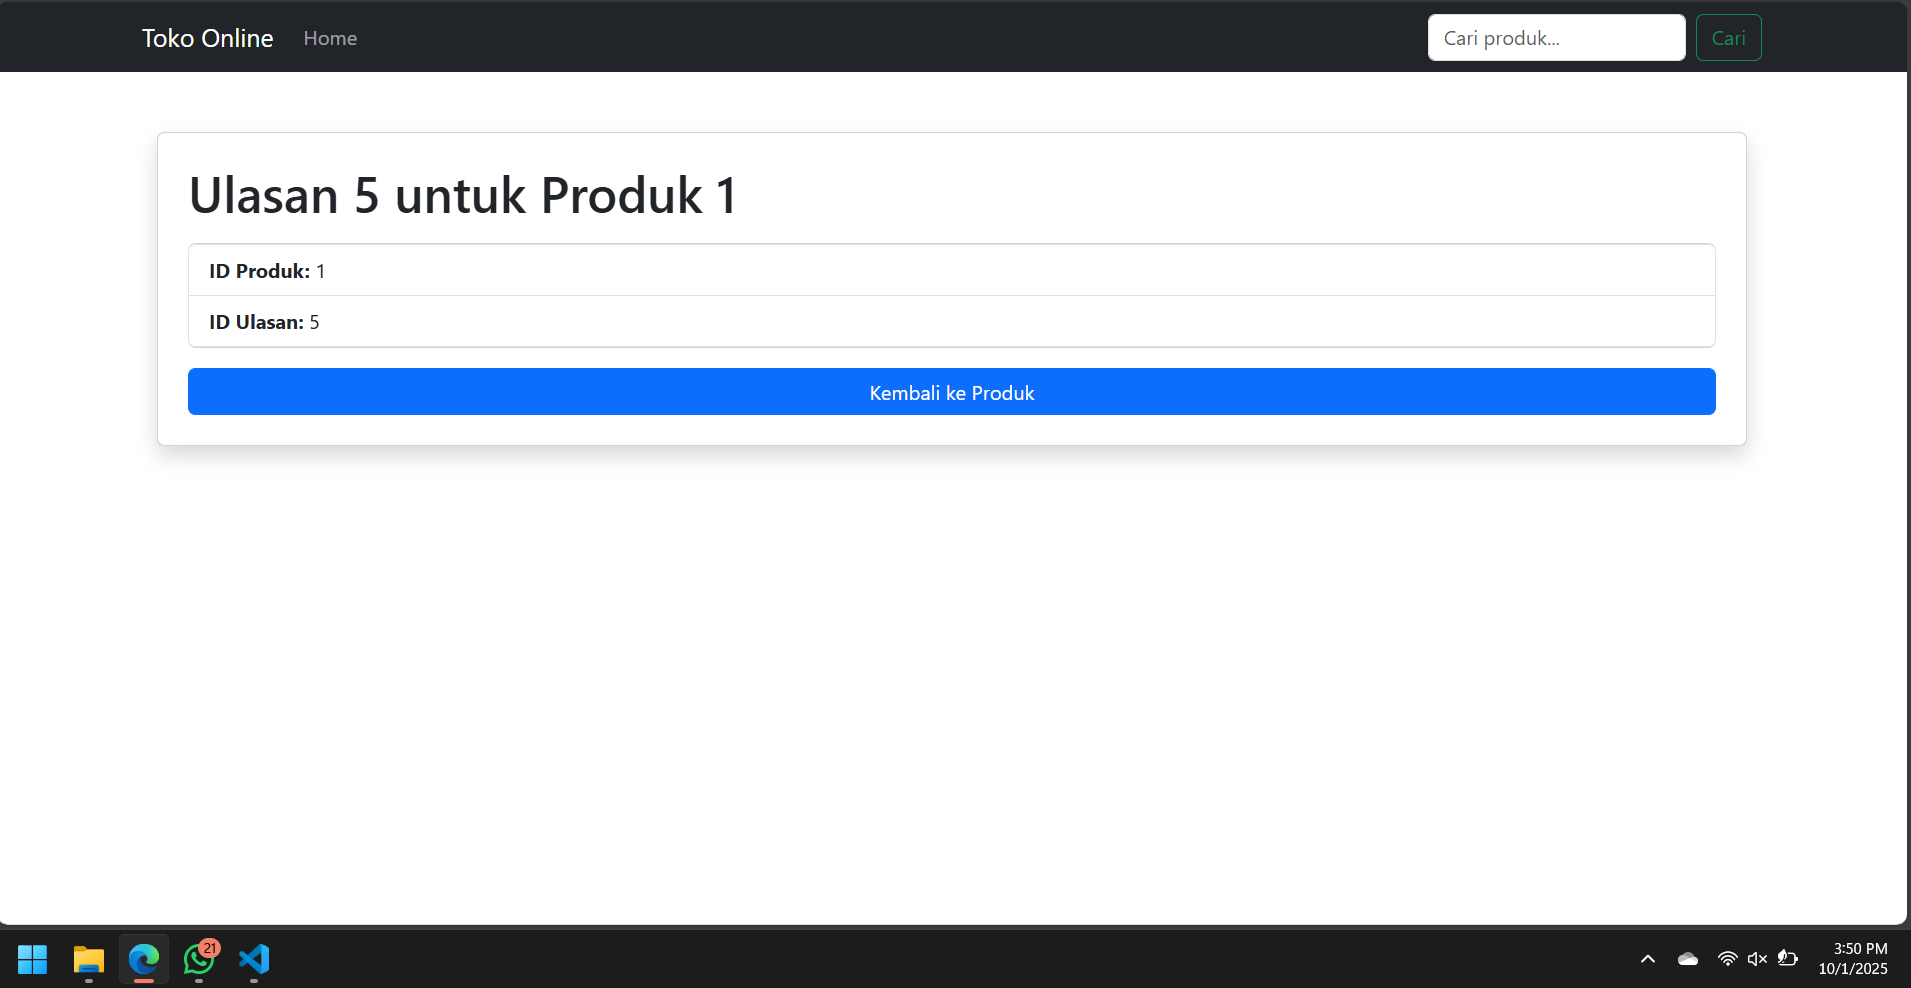 Toko Online Home Cari produk... Cari
Ulasan 5 untuk Produk 1
ID Produk: 1
ID Ulasan: 5
Kembali ke Produk
21
3:50 PM
10/1/2025